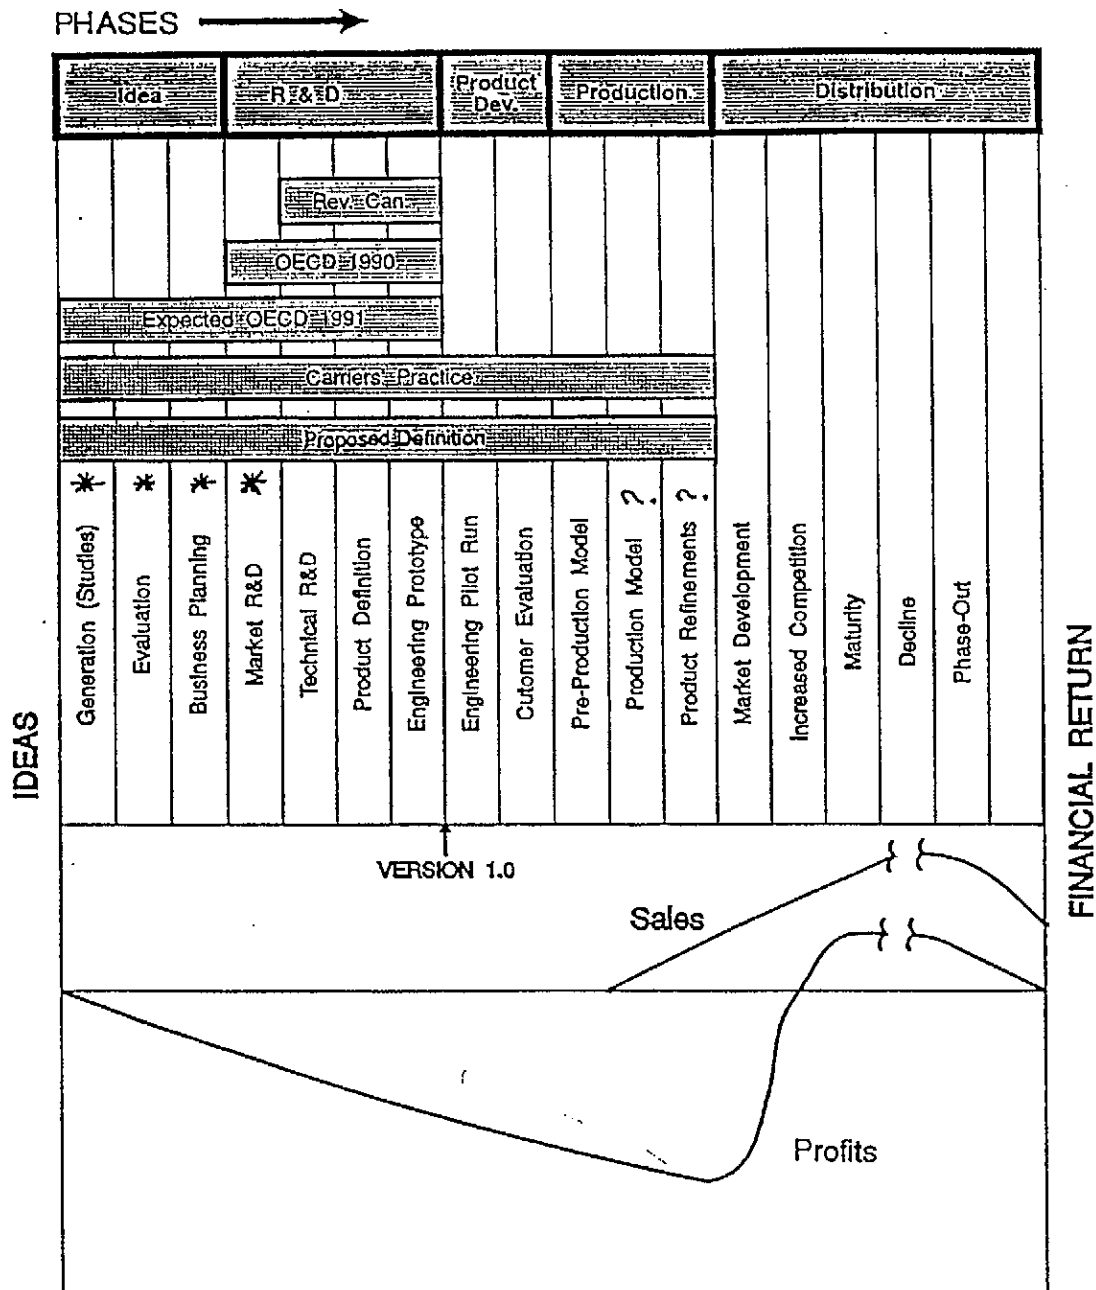 PHASES
Idea
R & D
Product
Dev.
Production
Distribution
Rev. Can.
OECD 1990
Expected OECD 1991
Carriers Practice
Proposed Definition
* * * * ? ?
Generation (Studies)
Evaluation
Business Planning
Market R&D
Technical R&D
Product Definition
Engineering Prototype
Engineering Pilot Run
Cutomer Evaluation
Pre-Production Model
Production Model
Product Refinements
Market Development
Increased Competition
Maturity
Decline
Phase-Out
IDEAS
FINANCIAL RETURN
VERSION 1.0
Sales
Profits